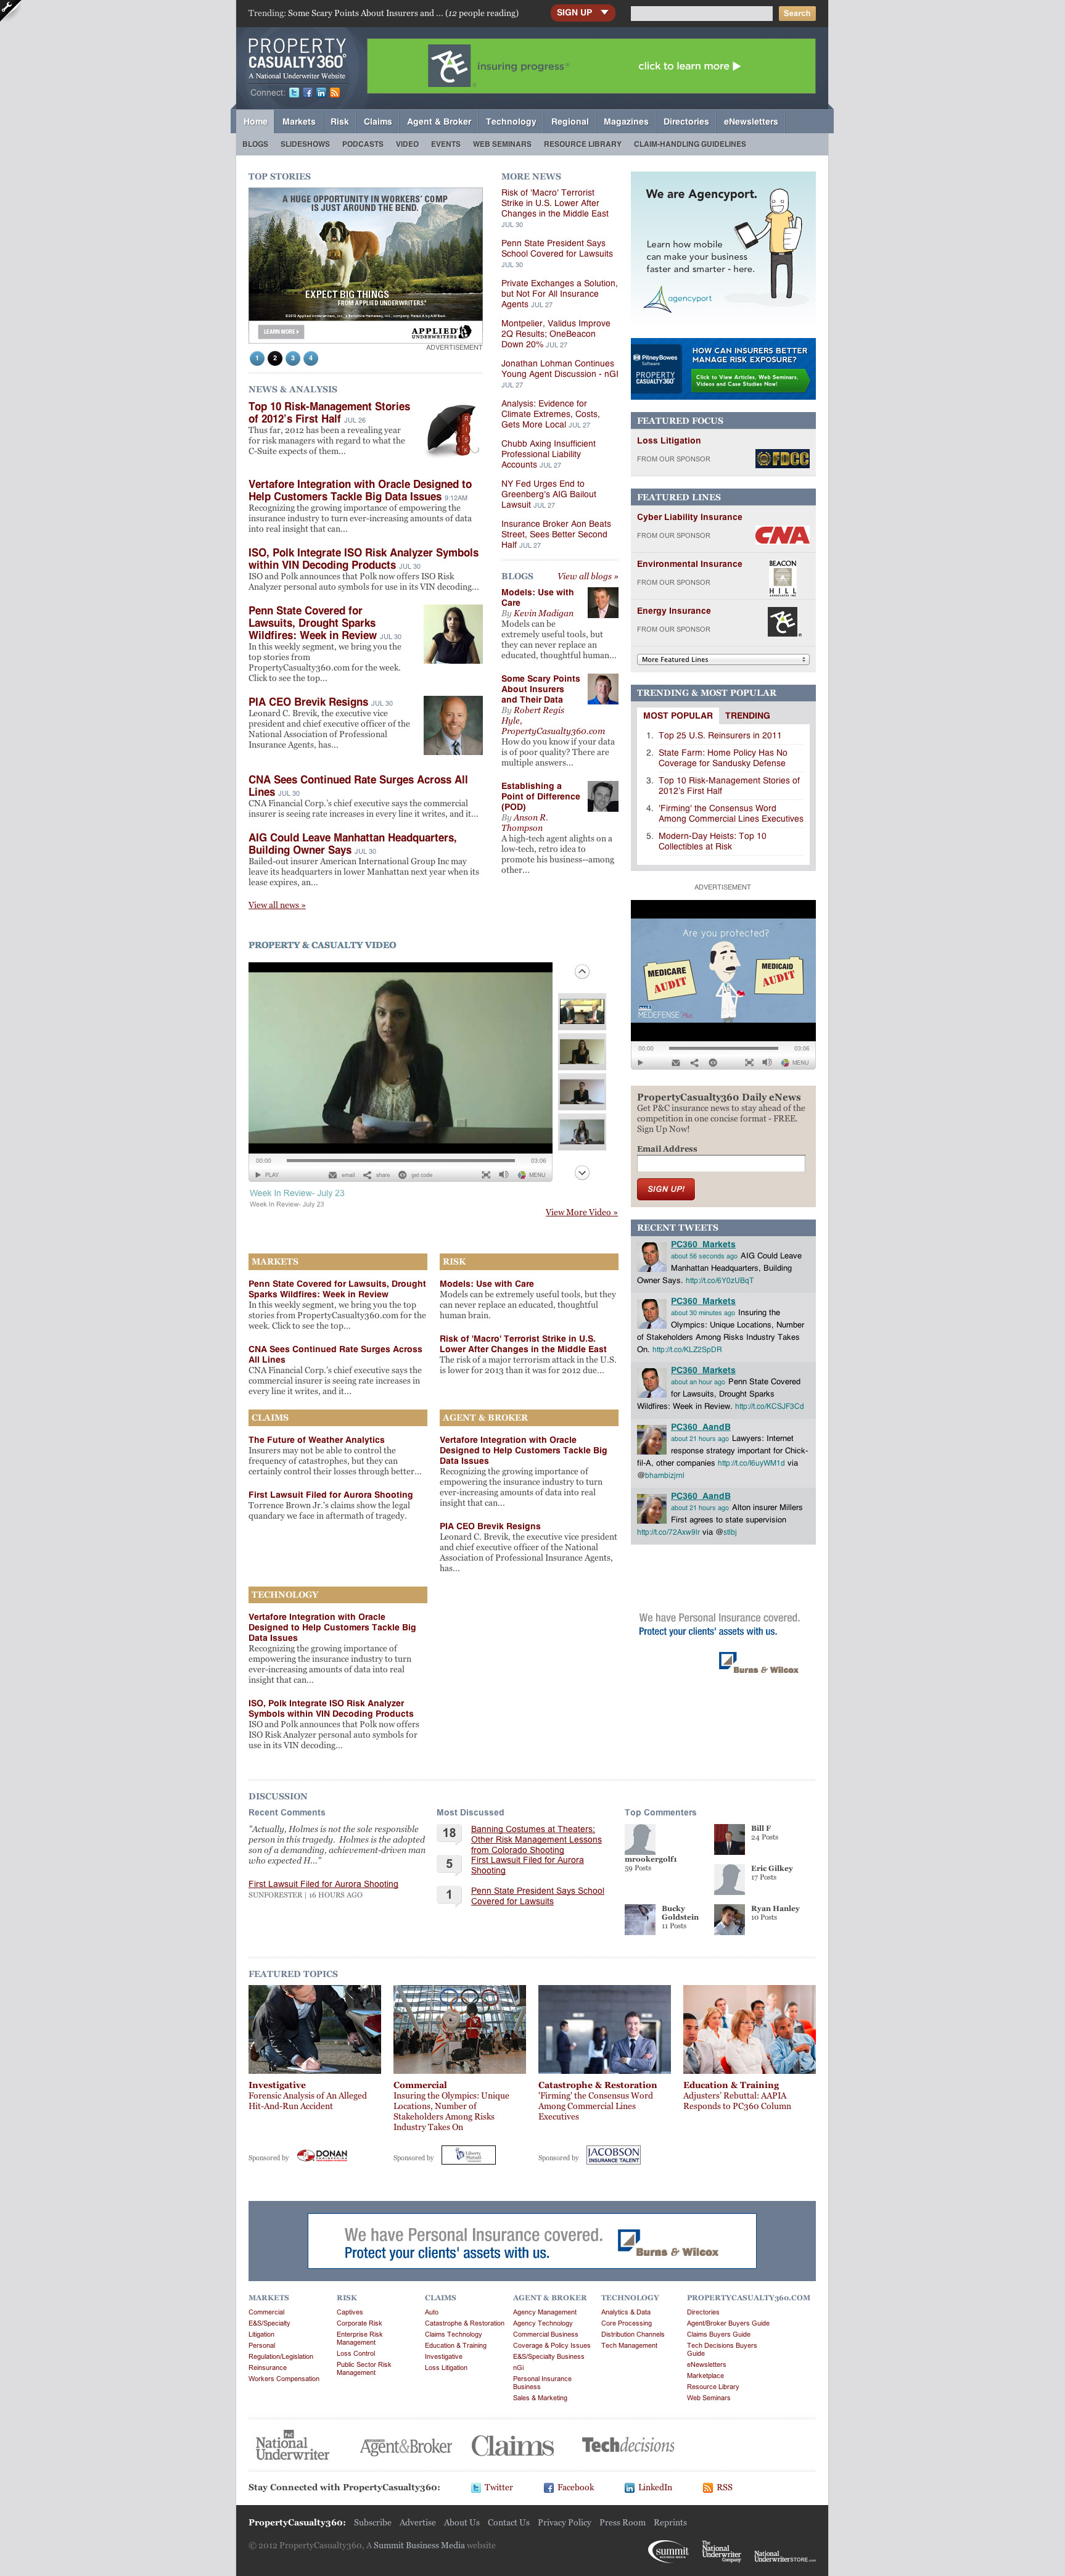 Trending: Some Scary Points About Insurers and ... (12 people reading)
SIGN UP
Search
PROPERTY
CASUALTY360°
A National Underwriter Website
Connect:
insuring progress®
click to learn more
Home Markets Risk Claims Agent & Broker Technology Regional Magazines Directories eNewsletters
BLOGS SLIDESHOWS PODCASTS VIDEO EVENTS WEB SEMINARS RESOURCE LIBRARY CLAIM-HANDLING GUIDELINES
TOP STORIES
A HUGE OPPORTUNITY IN WORKERS' COMP
IS JUST AROUND THE BEND.
EXPECT BIG THINGS
FROM APPLIED UNDERWRITERS.®
LEARN MORE
APPLIED
UNDERWRITERS
ADVERTISEMENT
1 2 3 4
NEWS & ANALYSIS
Top 10 Risk-Management Stories
of 2012's First Half JUL 26
Thus far, 2012 has been a revealing year
for risk managers with regard to what the
C-Suite expects of them...
RISK
Vertafore Integration with Oracle Designed to
Help Customers Tackle Big Data Issues 9:12AM
Recognizing the growing importance of empowering the
insurance industry to turn ever-increasing amounts of data
into real insight that can...
ISO, Polk Integrate ISO Risk Analyzer Symbols
within VIN Decoding Products JUL 30
ISO and Polk announces that Polk now offers ISO Risk
Analyzer personal auto symbols for use in its VIN decoding...
Penn State Covered for
Lawsuits, Drought Sparks
Wildfires: Week in Review JUL 30
In this weekly segment, we bring you the
top stories from
PropertyCasualty360.com for the week.
Click to see the top...
PIA CEO Brevik Resigns JUL 30
Leonard C. Brevik, the executive vice
president and chief executive officer of the
National Association of Professional
Insurance Agents, has...
CNA Sees Continued Rate Surges Across All
Lines JUL 30
CNA Financial Corp.'s chief executive says the commercial
insurer is seeing rate increases in every line it writes, and it...
AIG Could Leave Manhattan Headquarters,
Building Owner Says JUL 30
Bailed-out insurer American International Group Inc may
leave its headquarters in lower Manhattan next year when its
lease expires, an...
View all news »
MORE NEWS
Risk of 'Macro' Terrorist
Strike in U.S. Lower After
Changes in the Middle East
JUL 30
Penn State President Says
School Covered for Lawsuits
JUL 30
Private Exchanges a Solution,
but Not For All Insurance
Agents JUL 27
Montpelier, Validus Improve
2Q Results; OneBeacon
Down 20% JUL 27
Jonathan Lohman Continues
Young Agent Discussion - nGI
JUL 27
Analysis: Evidence for
Climate Extremes, Costs,
Gets More Local JUL 27
Chubb Axing Insufficient
Professional Liability
Accounts JUL 27
NY Fed Urges End to
Greenberg's AIG Bailout
Lawsuit JUL 27
Insurance Broker Aon Beats
Street, Sees Better Second
Half JUL 27
BLOGS
View all blogs »
Models: Use with
Care
By Kevin Madigan
Models can be
extremely useful tools, but
they can never replace an
educated, thoughtful human...
Some Scary Points
About Insurers
and Their Data
By Robert Regis
Hyle,
PropertyCasualty360.com
How do you know if your data
is of poor quality? There are
multiple answers...
Establishing a
Point of Difference
(POD)
By Anson R.
Thompson
A high-tech agent alights on a
low-tech, retro idea to
promote his business--among
other...
We are Agencyport.
Learn how mobile
can make your business
faster and smarter - here.
agencyport
PitneyBowes
Software
PROPERTY
CASUALTY360°
HOW CAN INSURERS BETTER
MANAGE RISK EXPOSURE?
Click to View Articles, Web Seminars,
Videos and Case Studies Now!
FEATURED FOCUS
Loss Litigation
FROM OUR SPONSOR
FDCC
FEATURED LINES
Cyber Liability Insurance
FROM OUR SPONSOR
CNA
Environmental Insurance
FROM OUR SPONSOR
BEACON
HILL
Energy Insurance
FROM OUR SPONSOR
More Featured Lines
TRENDING & MOST POPULAR
MOST POPULAR TRENDING
1. Top 25 U.S. Reinsurers in 2011
2. State Farm: Home Policy Has No
Coverage for Sandusky Defense
3. Top 10 Risk-Management Stories of
2012's First Half
4. 'Firming' the Consensus Word
Among Commercial Lines Executives
5. Modern-Day Heists: Top 10
Collectibles at Risk
ADVERTISEMENT
Are you protected?
MEDICARE
AUDIT
MEDICAID
AUDIT
MEDEFENSE Plus
00:00 03:06
MENU
PropertyCasualty360 Daily eNews
Get P&C insurance news to stay ahead of the
competition in one concise format - FREE.
Sign Up Now!
Email Address
SIGN UP!
RECENT TWEETS
PC360_Markets
about 56 seconds ago AIG Could Leave
Manhattan Headquarters, Building
Owner Says. http://t.co/6Y0zUBqT
PC360_Markets
about 30 minutes ago Insuring the
Olympics: Unique Locations, Number
of Stakeholders Among Risks Industry Takes
On. http://t.co/KLZ2SpDR
PC360_Markets
about an hour ago Penn State Covered
for Lawsuits, Drought Sparks
Wildfires: Week in Review. http://t.co/KCSJF3Cd
PC360_AandB
about 21 hours ago Lawyers: Internet
response strategy important for Chick-
fil-A, other companies http://t.co/l6uyWM1d via
@bhambizjrnl
PC360_AandB
about 21 hours ago Alton insurer Millers
First agrees to state supervision
http://t.co/72Axw9lr via @stlbj
We have Personal Insurance covered.
Protect your clients' assets with us.
Burns & Wilcox
PROPERTY & CASUALTY VIDEO
00:00 03:06
PLAY email share get code MENU
Week In Review- July 23
Week In Review- July 23
View More Video »
MARKETS
Penn State Covered for Lawsuits, Drought
Sparks Wildfires: Week in Review
In this weekly segment, we bring you the top
stories from PropertyCasualty360.com for the
week. Click to see the top...
CNA Sees Continued Rate Surges Across
All Lines
CNA Financial Corp.'s chief executive says the
commercial insurer is seeing rate increases in
every line it writes, and it...
RISK
Models: Use with Care
Models can be extremely useful tools, but they
can never replace an educated, thoughtful
human brain.
Risk of 'Macro' Terrorist Strike in U.S.
Lower After Changes in the Middle East
The risk of a major terrorism attack in the U.S.
is lower for 2013 than it was for 2012 due...
CLAIMS
The Future of Weather Analytics
Insurers may not be able to control the
frequency of catastrophes, but they can
certainly control their losses through better...
First Lawsuit Filed for Aurora Shooting
Torrence Brown Jr.'s claims show the legal
quandary we face in aftermath of tragedy.
AGENT & BROKER
Vertafore Integration with Oracle
Designed to Help Customers Tackle Big
Data Issues
Recognizing the growing importance of
empowering the insurance industry to turn
ever-increasing amounts of data into real
insight that can...
PIA CEO Brevik Resigns
Leonard C. Brevik, the executive vice president
and chief executive officer of the National
Association of Professional Insurance Agents,
has...
TECHNOLOGY
Vertafore Integration with Oracle
Designed to Help Customers Tackle Big
Data Issues
Recognizing the growing importance of
empowering the insurance industry to turn
ever-increasing amounts of data into real
insight that can...
ISO, Polk Integrate ISO Risk Analyzer
Symbols within VIN Decoding Products
ISO and Polk announces that Polk now offers
ISO Risk Analyzer personal auto symbols for
use in its VIN decoding...
DISCUSSION
Recent Comments
"Actually, Holmes is not the sole responsible
person in this tragedy.  Holmes is the adopted
son of a demanding, achievement-driven man
who expected H..."
First Lawsuit Filed for Aurora Shooting
SUNFORESTER | 16 HOURS AGO
Most Discussed
18 Banning Costumes at Theaters;
Other Risk Management Lessons
from Colorado Shooting
5 First Lawsuit Filed for Aurora
Shooting
1 Penn State President Says School
Covered for Lawsuits
Top Commenters
mrookergolf1
59 Posts
Bill F
24 Posts
Eric Gilkey
17 Posts
Bucky
Goldstein
11 Posts
Ryan Hanley
10 Posts
FEATURED TOPICS
Investigative
Forensic Analysis of An Alleged
Hit-And-Run Accident
Sponsored by DONAN
Commercial
Insuring the Olympics: Unique
Locations, Number of
Stakeholders Among Risks
Industry Takes On
Sponsored by Liberty Mutual
Catastrophe & Restoration
'Firming' the Consensus Word
Among Commercial Lines
Executives
Sponsored by JACOBSON
INSURANCE TALENT
Education & Training
Adjusters' Rebuttal: AAPIA
Responds to PC360 Column
We have Personal Insurance covered.
Protect your clients' assets with us.
Burns & Wilcox
MARKETS
Commercial
E&S/Specialty
Litigation
Personal
Regulation/Legislation
Reinsurance
Workers Compensation
RISK
Captives
Corporate Risk
Enterprise Risk
Management
Loss Control
Public Sector Risk
Management
CLAIMS
Auto
Catastrophe & Restoration
Claims Technology
Education & Training
Investigative
Loss Litigation
AGENT & BROKER
Agency Management
Agency Technology
Commercial Business
Coverage & Policy Issues
E&S/Specialty Business
nGi
Personal Insurance
Business
Sales & Marketing
TECHNOLOGY
Analytics & Data
Core Processing
Distribution Channels
Tech Management
PROPERTYCASUALTY360.COM
Directories
Agent/Broker Buyers Guide
Claims Buyers Guide
Tech Decisions Buyers
Guide
eNewsletters
Marketplace
Resource Library
Web Seminars
P&C
National
Underwriter
Agent&Broker
Claims
Techdecisions
Stay Connected with PropertyCasualty360: Twitter Facebook LinkedIn RSS
PropertyCasualty360: Subscribe Advertise About Us Contact Us Privacy Policy Press Room Reprints
© 2012 PropertyCasualty360, A Summit Business Media website
summit
BUSINESS MEDIA
The
National
Underwriter
Company
National
UnderwriterSTORE.com